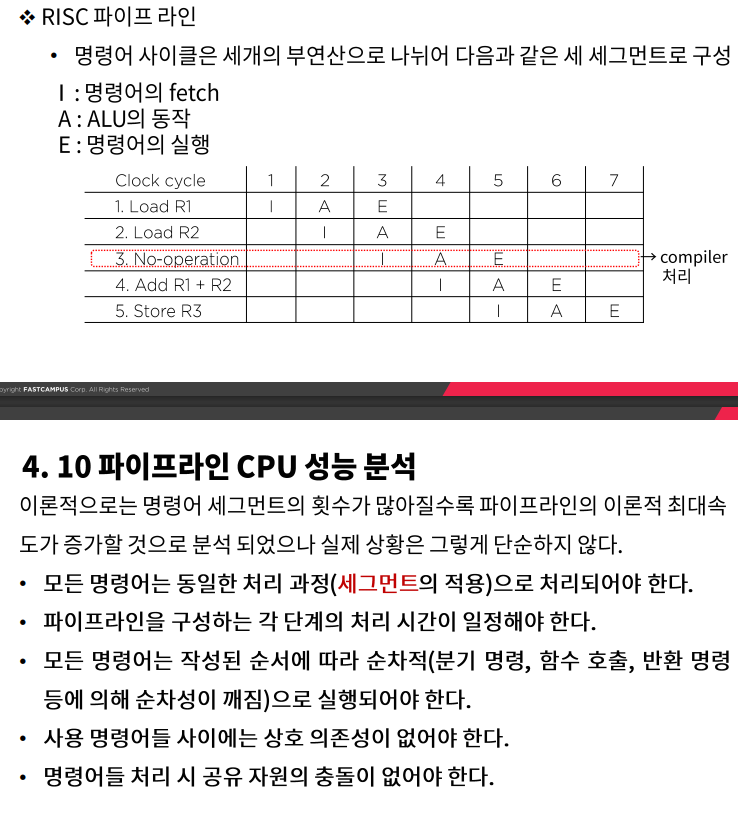 ❖ RISC 파이프 라인
• 명령어 사이클은 세개의 부연산으로 나뉘어 다음과 같은 세 세그먼트로 구성
I : 명령어의 fetch
A : ALU의 동작
E : 명령어의 실행
Clock cycle 1 2 3 4 5 6 7
1. Load R1 I A E
2. Load R2 I A E
3. No-operation I A E → compiler
처리
4. Add R1 + R2 I A E
5. Store R3 I A E
opyright FASTCAMPUS Corp. All Rights Reserved
4. 10 파이프라인 CPU 성능 분석
이론적으로는 명령어 세그먼트의 횟수가 많아질수록 파이프라인의 이론적 최대속
도가 증가할 것으로 분석 되었으나 실제 상황은 그렇게 단순하지 않다.
• 모든 명령어는 동일한 처리 과정(세그먼트의 적용)으로 처리되어야 한다.
• 파이프라인을 구성하는 각 단계의 처리 시간이 일정해야 한다.
• 모든 명령어는 작성된 순서에 따라 순차적(분기 명령, 함수 호출, 반환 명령
등에 의해 순차성이 깨짐)으로 실행되어야 한다.
• 사용 명령어들 사이에는 상호 의존성이 없어야 한다.
• 명령어들 처리 시 공유 자원의 충돌이 없어야 한다.